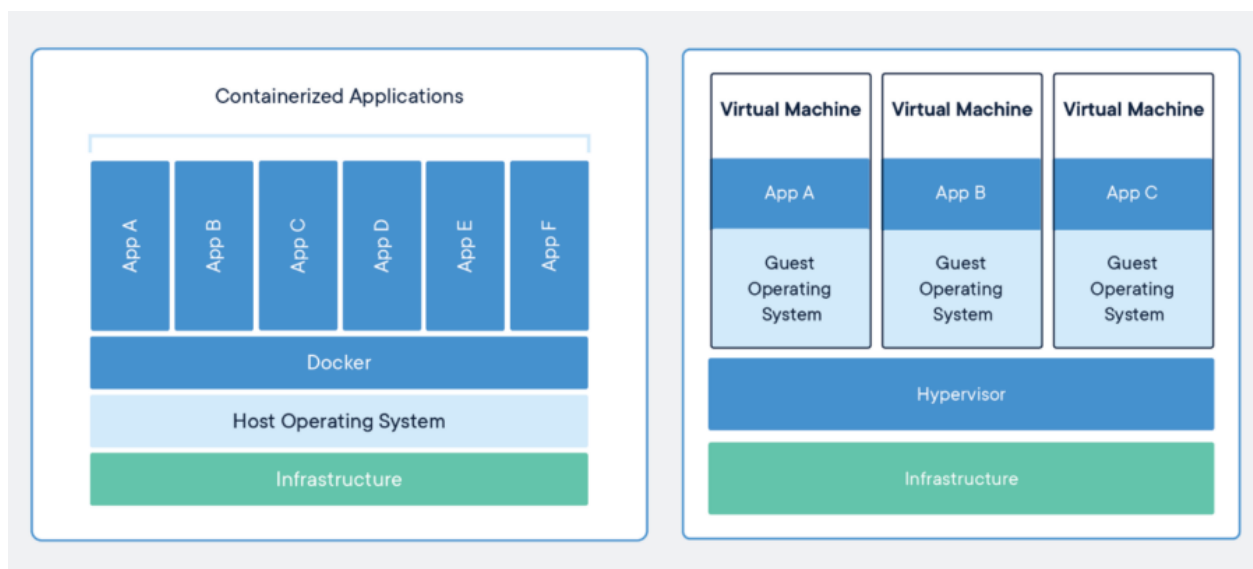 Containerized Applications
App A
App B
App C
App D
App E
App F
Docker
Host Operating System
Infrastructure
Virtual Machine
App A
Guest
Operating
System
Virtual Machine
App B
Guest
Operating
System
Virtual Machine
App C
Guest
Operating
System
Hypervisor
Infrastructure